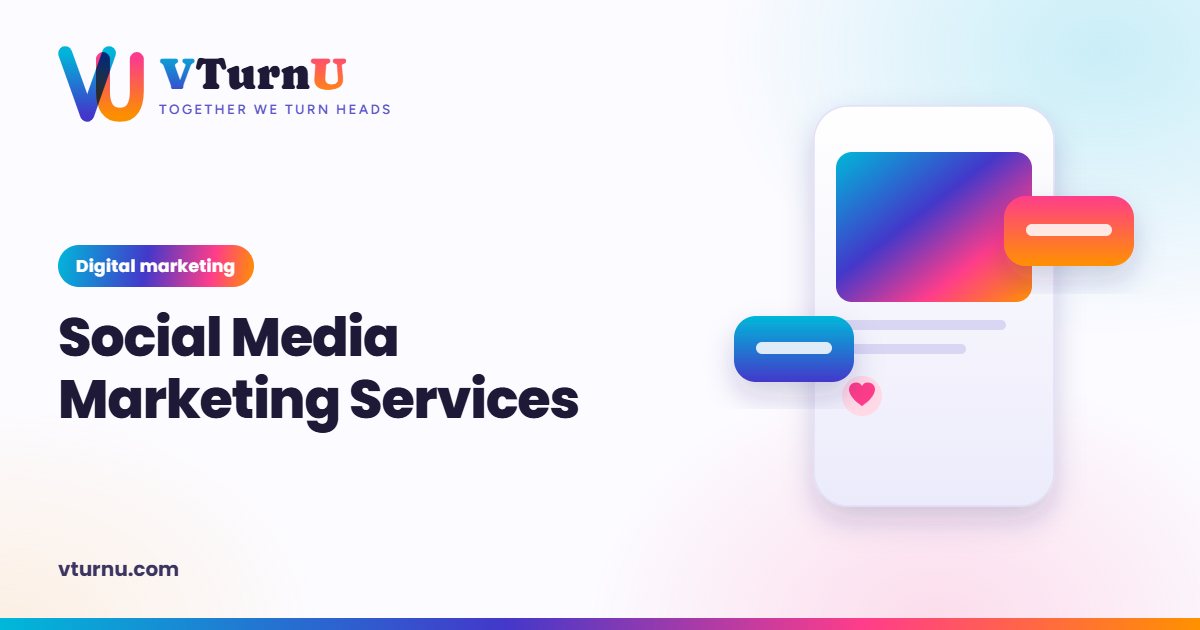 VTurnU
TOGETHER WE TURN HEADS
Digital marketing
Social Media
Marketing Services
vturnu.com